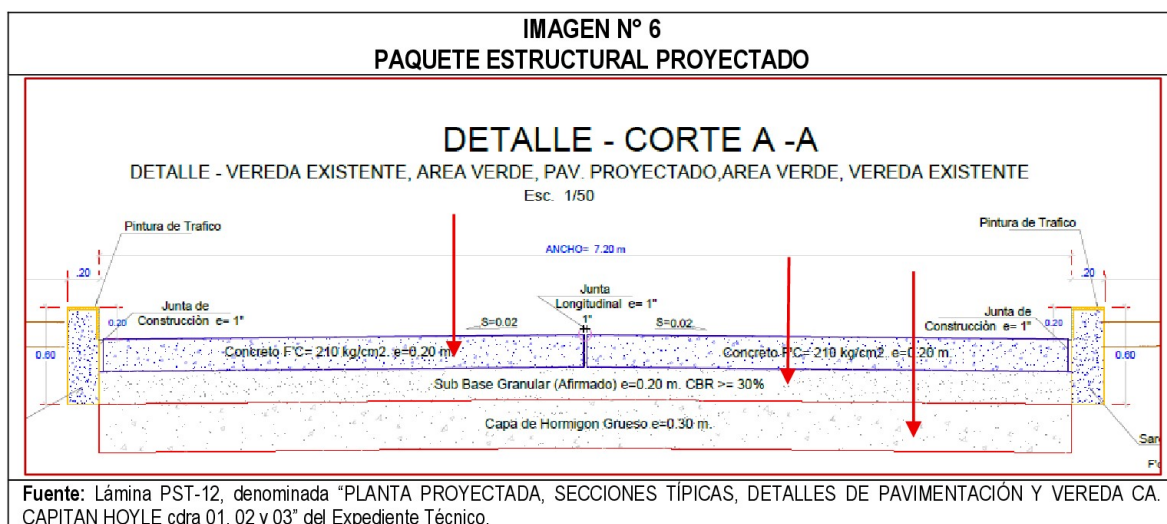 IMAGEN N° 6
PAQUETE ESTRUCTURAL PROYECTADO
DETALLE - CORTE A -A
DETALLE - VEREDA EXISTENTE, AREA VERDE, PAV. PROYECTADO,AREA VERDE, VEREDA EXISTENTE
Esc. 1/50
Pintura de Trafico
Pintura de Trafico
ANCHO= 7.20 m
.20
.20
Junta de
Construcciòn e= 1"
Junta
Longitudinal e= 1"
1"
Junta de
Construcciòn e= 1"
0.20
0.20
S=0.02
S=0.02
0.60
0.60
Concreto F'C= 210 kg/cm2. e=0.20 m.
Concreto F'C= 210 kg/cm2. e=0.20 m.
Sub Base Granular (Afirmado) e=0.20 m. CBR >= 30%
Capa de Hormigon Grueso e=0.30 m.
Sar
F'c
Fuente: Lámina PST-12, denominada “PLANTA PROYECTADA, SECCIONES TÍPICAS, DETALLES DE PAVIMENTACIÓN Y VEREDA CA.
CAPITAN HOYLE cdra 01, 02 y 03” del Expediente Técnico.